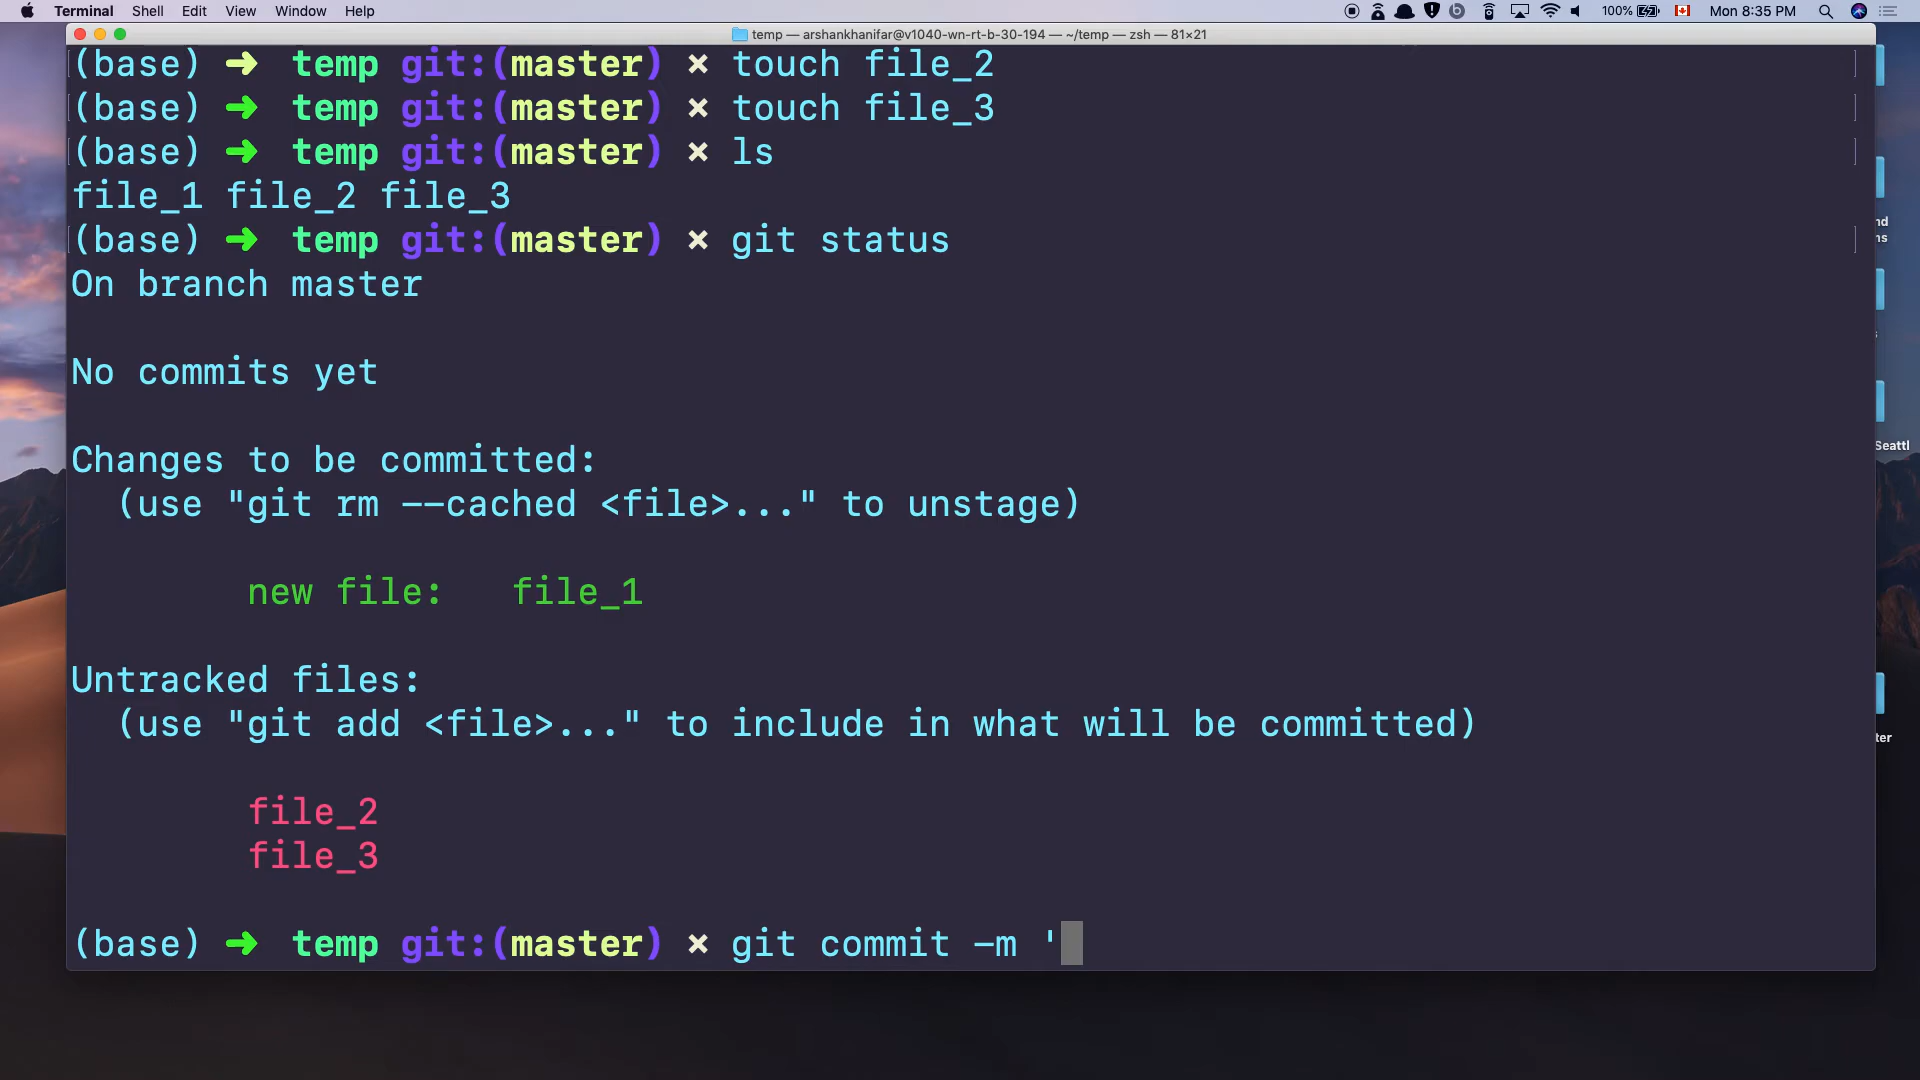 Terminal Shell Edit View Window Help 100% Mon 8:35 PM
temp — arshankhanifar@v1040-wn-rt-b-30-194 — ~/temp — zsh — 81×21
(base) ➜ temp git:(master) × touch file_2
(base) ➜ temp git:(master) × touch file_3
(base) ➜ temp git:(master) × ls
file_1 file_2 file_3
(base) ➜ temp git:(master) × git status
On branch master
No commits yet
Changes to be committed:
(use "git rm --cached <file>..." to unstage)
new file: file_1
Untracked files:
(use "git add <file>..." to include in what will be committed)
file_2
file_3
(base) ➜ temp git:(master) × git commit -m '
nd
ns
Seattl
ter